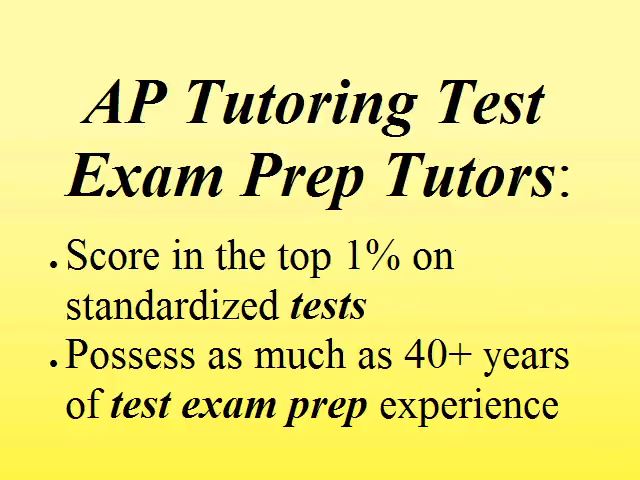 AP Tutoring Test
Exam Prep Tutors:
• Score in the top 1% on
standardized tests
• Possess as much as 40+ years
of test exam prep experience